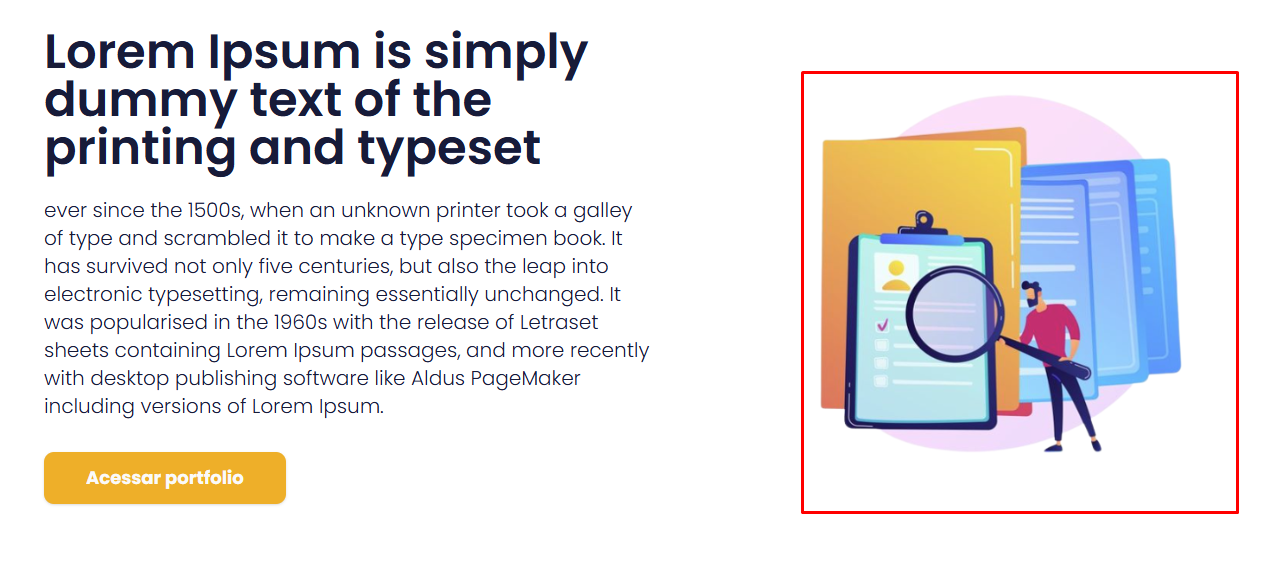 Lorem Ipsum is simply
dummy text of the
printing and typeset
ever since the 1500s, when an unknown printer took a galley
of type and scrambled it to make a type specimen book. It
has survived not only five centuries, but also the leap into
electronic typesetting, remaining essentially unchanged. It
was popularised in the 1960s with the release of Letraset
sheets containing Lorem Ipsum passages, and more recently
with desktop publishing software like Aldus PageMaker
including versions of Lorem Ipsum.
Acessar portfolio